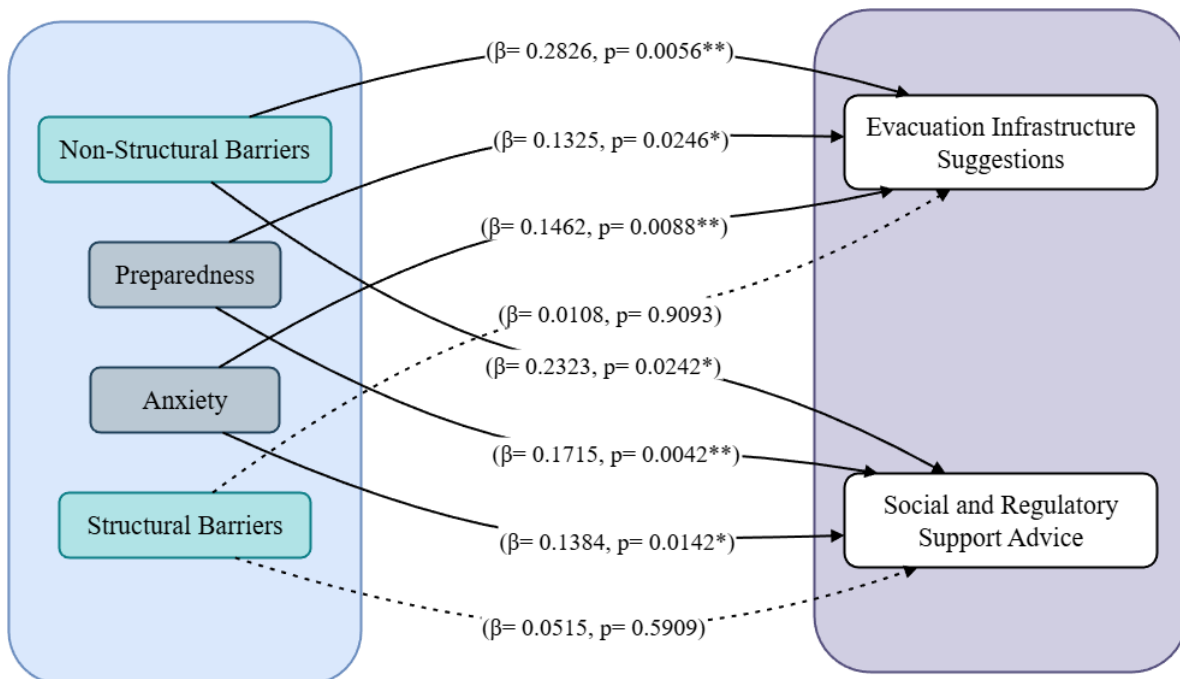 Non-Structural Barriers
Preparedness
Anxiety
Structural Barriers
(β= 0.2826, p= 0.0056**)
(β= 0.1325, p= 0.0246*)
(β= 0.1462, p= 0.0088**)
(β= 0.0108, p= 0.9093)
(β= 0.2323, p= 0.0242*)
(β= 0.1715, p= 0.0042**)
(β= 0.1384, p= 0.0142*)
(β= 0.0515, p= 0.5909)
Evacuation Infrastructure
Suggestions
Social and Regulatory
Support Advice